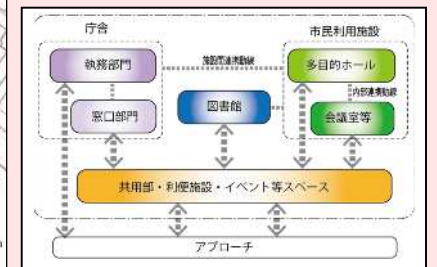 庁舎
市民利用施設
執務部門
施設間連携動線
多目的ホール
窓口部門
図書館
内部連携動線
会議室等
共用部・利便施設・イベント等スペース
アプローチ